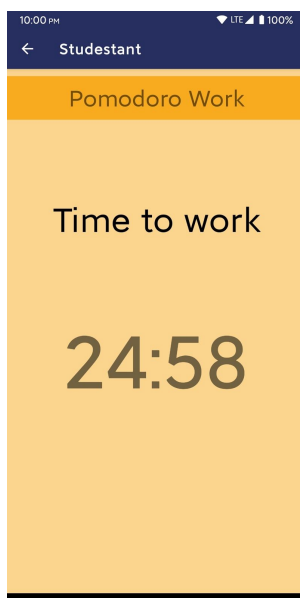 10:00 PM LTE 100%
Studestant
Pomodoro Work
Time to work
24:58